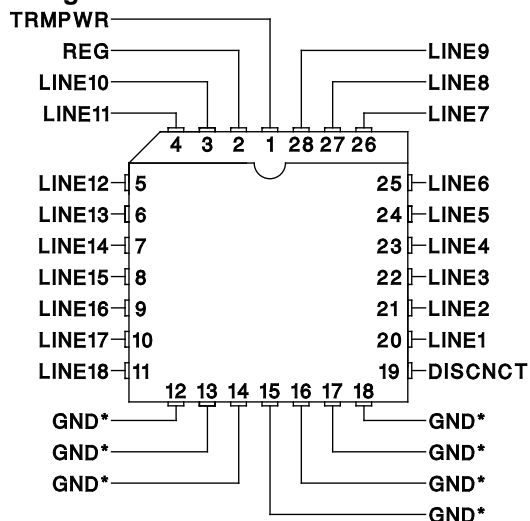 TRMPWR
REG LINE9
LINE10 LINE8
LINE11 LINE7
4 3 2 1 28 27 26
LINE12 5 25 LINE6
LINE13 6 24 LINE5
LINE14 7 23 LINE4
LINE15 8 22 LINE3
LINE16 9 21 LINE2
LINE17 10 20 LINE1
LINE18 11 19 DISCNCT
12 13 14 15 16 17 18
GND* GND*
GND* GND*
GND* GND*
GND*